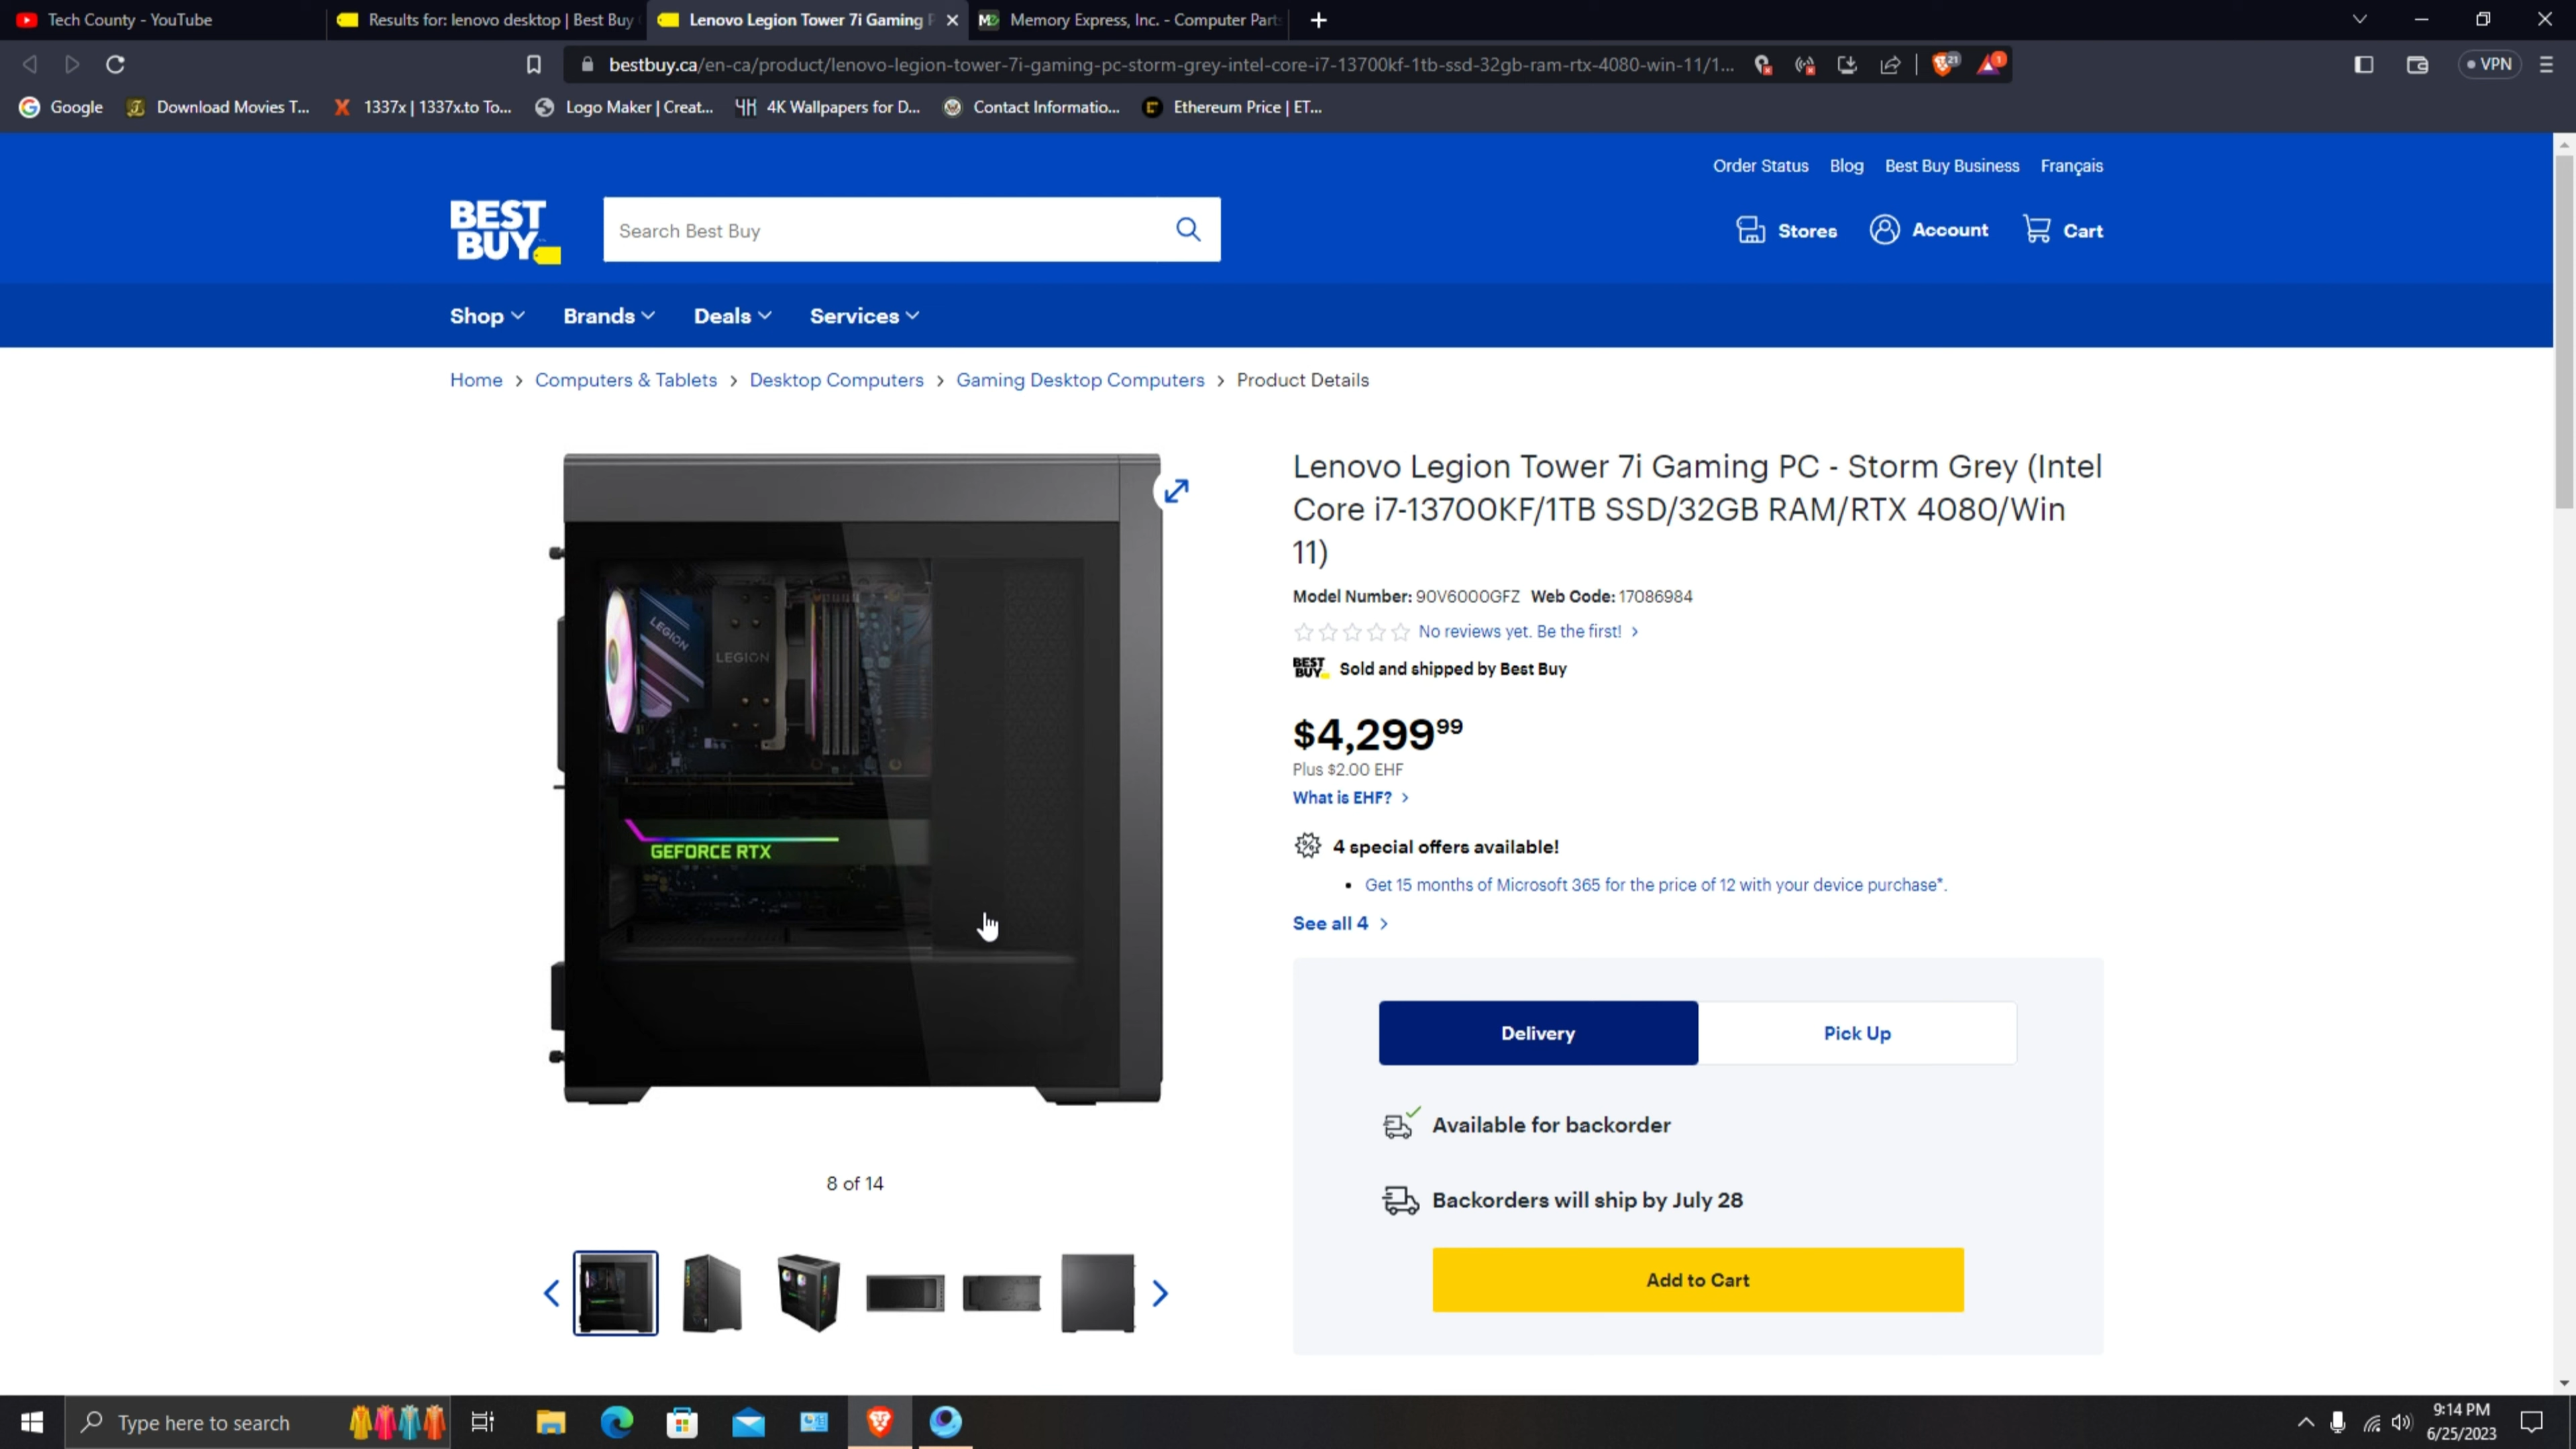 Tech County - YouTube
Results for: lenovo desktop | Best Buy
Lenovo Legion Tower 7i Gaming P
Memory Express, Inc. - Computer Parts
bestbuy.ca/en-ca/product/lenovo-legion-tower-7i-gaming-pc-storm-grey-intel-core-i7-13700kf-1tb-ssd-32gb-ram-rtx-4080-win-11/1...
21
1
VPN
Google
Download Movies T...
1337x | 1337x.to To...
Logo Maker | Creat...
4K Wallpapers for D...
Contact Informatio...
Ethereum Price | ET...
Order Status
Blog
Best Buy Business
Français
BEST
BUY
Search Best Buy
Stores
Account
Cart
Shop
Brands
Deals
Services
Home > Computers & Tablets > Desktop Computers > Gaming Desktop Computers > Product Details
LEGION
LEGION
GEFORCE RTX
8 of 14
Lenovo Legion Tower 7i Gaming PC - Storm Grey (Intel
Core i7-13700KF/1TB SSD/32GB RAM/RTX 4080/Win
11)
Model Number: 90V6000GFZ Web Code: 17086984
No reviews yet. Be the first!
BEST
BUY
Sold and shipped by Best Buy
$4,299.99
Plus $2.00 EHF
What is EHF?
4 special offers available!
• Get 15 months of Microsoft 365 for the price of 12 with your device purchase*.
See all 4
Delivery
Pick Up
Available for backorder
Backorders will ship by July 28
Add to Cart
Type here to search
9:14 PM
6/25/2023